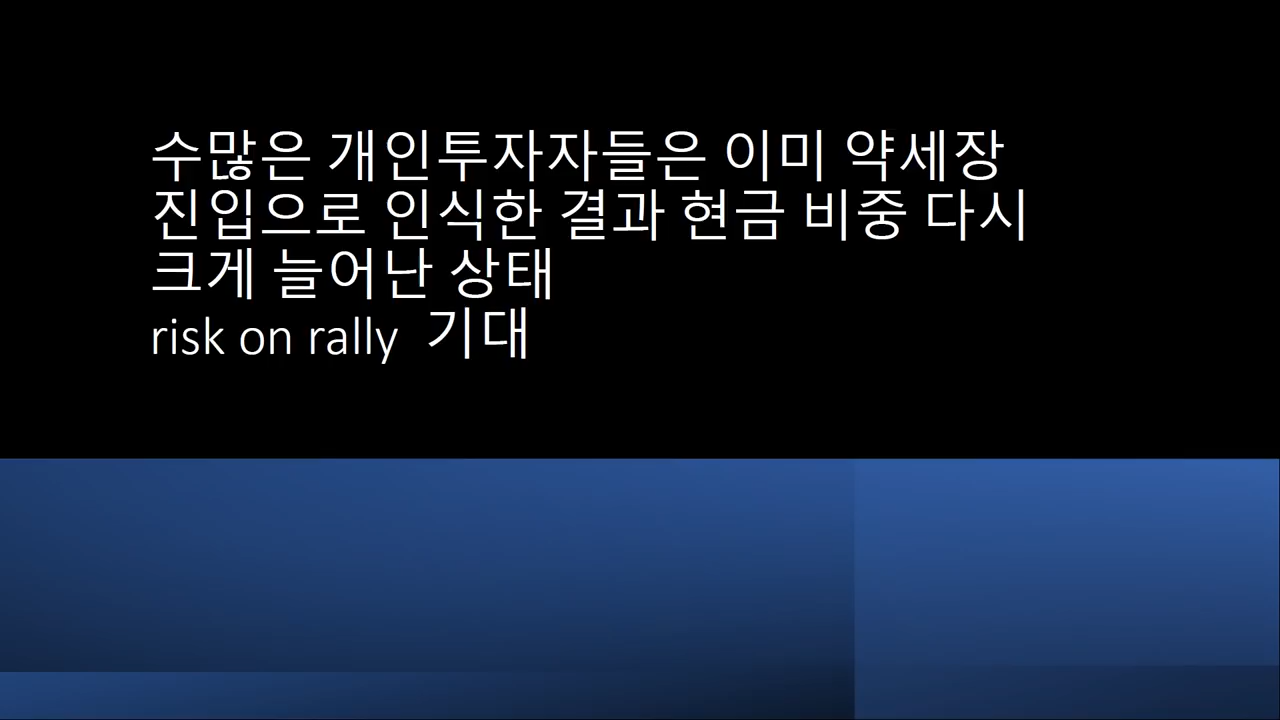 수많은 개인투자자들은 이미 약세장
진입으로 인식한 결과 현금 비중 다시
크게 늘어난 상태
risk on rally 기대